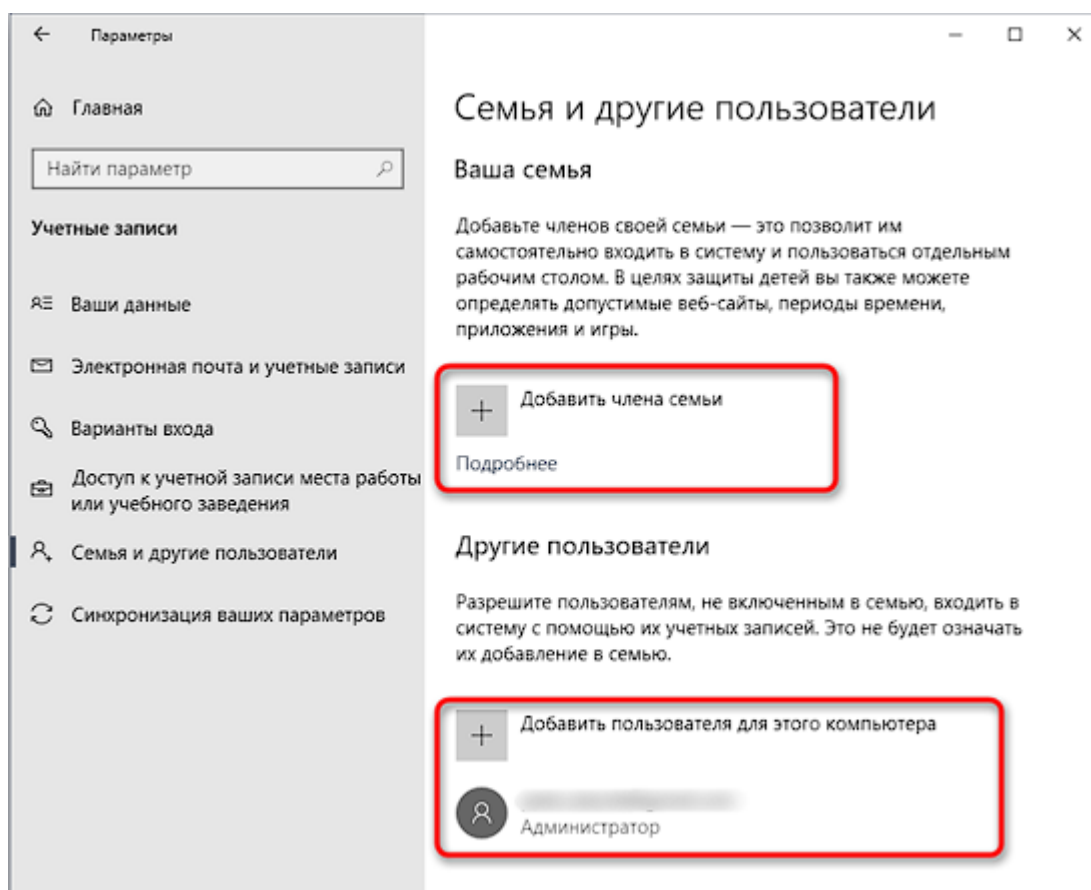 Параметры
Главная
Найти параметр
Учетные записи
Ваши данные
Электронная почта и учетные записи
Варианты входа
Доступ к учетной записи места работы
или учебного заведения
Семья и другие пользователи
Синхронизация ваших параметров
Семья и другие пользователи
Ваша семья
Добавьте членов своей семьи — это позволит им
самостоятельно входить в систему и пользоваться отдельным
рабочим столом. В целях защиты детей вы также можете
определять допустимые веб-сайты, периоды времени,
приложения и игры.
Добавить члена семьи
Подробнее
Другие пользователи
Разрешите пользователям, не включенным в семью, входить в
систему с помощью их учетных записей. Это не будет означать
их добавление в семью.
Добавить пользователя для этого компьютера
Администратор